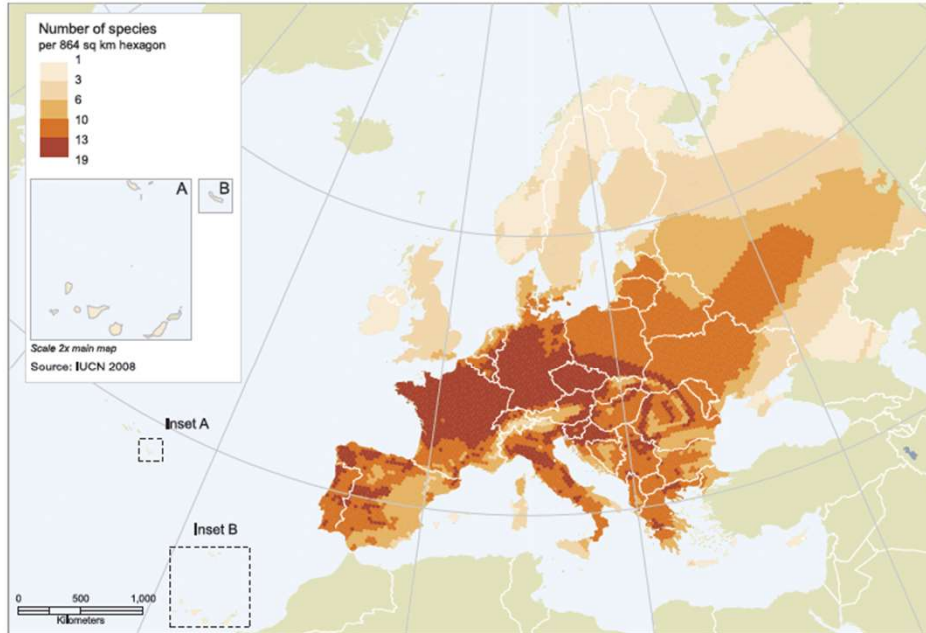 Number of species
per 864 sq km hexagon
1
3
6
10
13
19
A
B
Scale 2x main map
Source: IUCN 2008
Inset A
Inset B
0 500 1,000
Kilometers